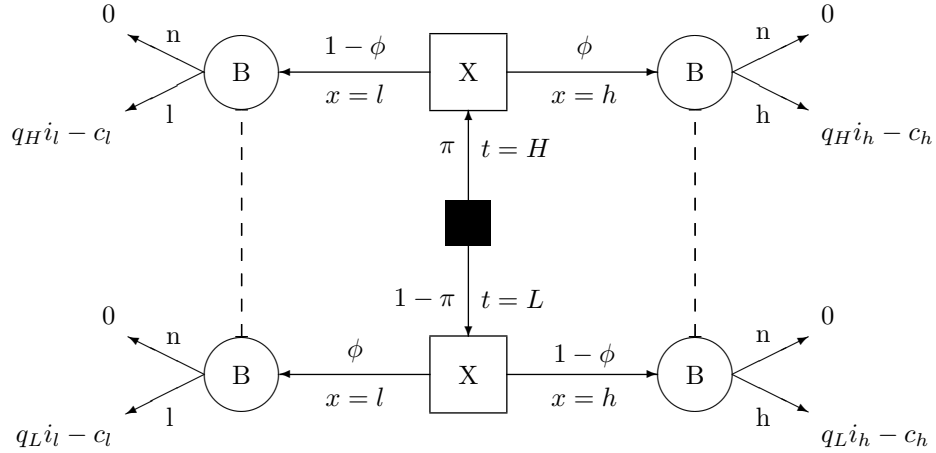 0 0
n 1 − ϕ ϕ n
B X B
l x = l x = h h
q_H i_l − c_l q_H i_h − c_h
π t = H
1 − π t = L
0 0
n ϕ 1 − ϕ n
B X B
l x = l x = h h
q_L i_l − c_l q_L i_h − c_h